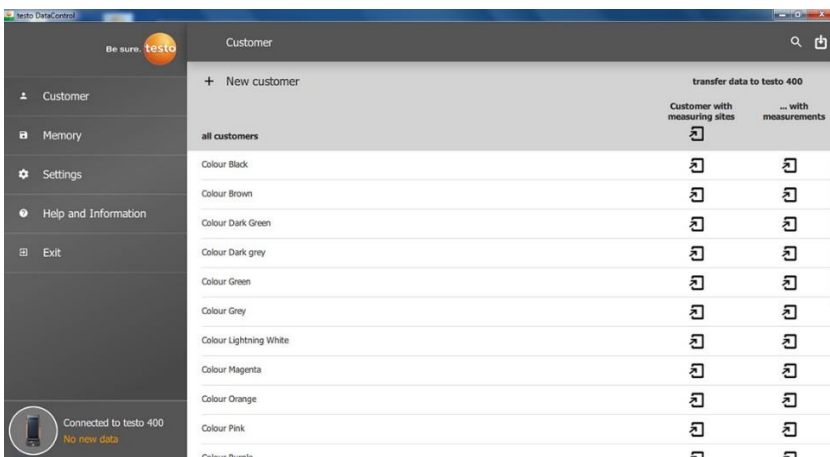 testo DataControl
Be sure. testo
Customer
Memory
Settings
Help and Information
Exit
Connected to testo 400
No new data
Customer
+ New customer
transfer data to testo 400
Customer with measuring sites
... with measurements
all customers
Colour Black
Colour Brown
Colour Dark Green
Colour Dark grey
Colour Green
Colour Grey
Colour Lightning White
Colour Magenta
Colour Orange
Colour Pink
Colour Purple